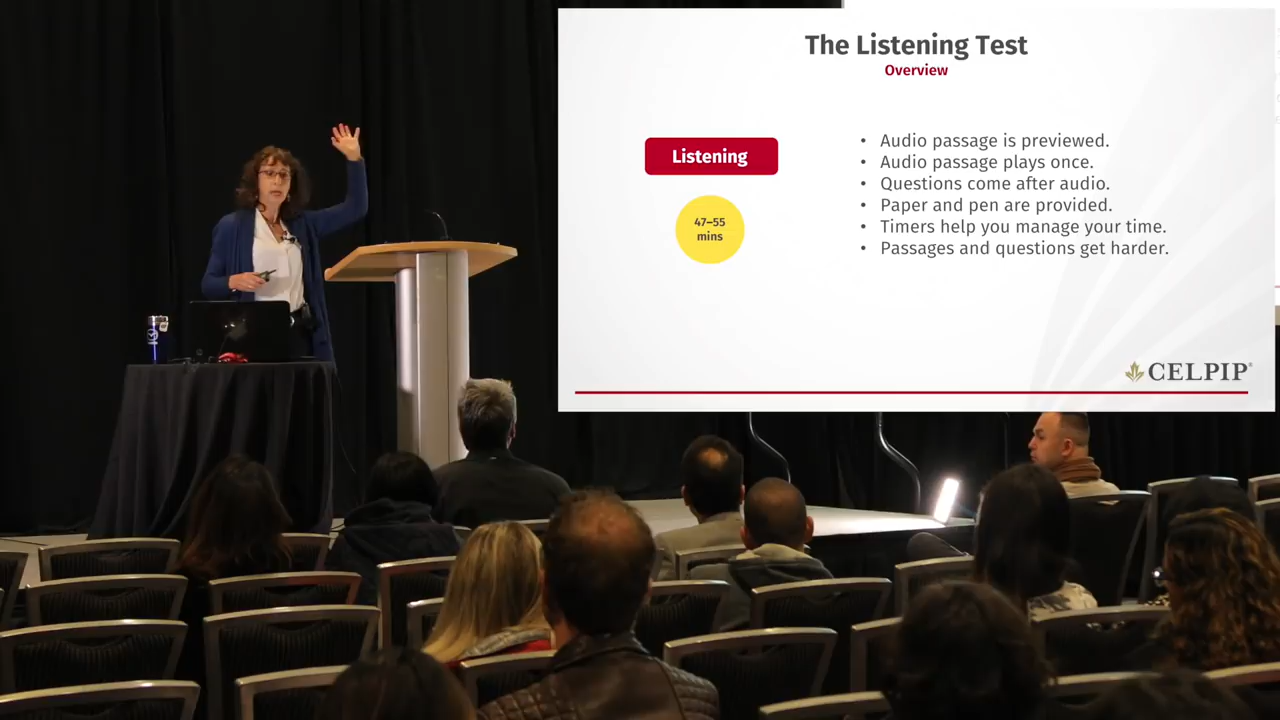 The Listening Test
Overview
Listening
47–55
mins
• Audio passage is previewed.
• Audio passage plays once.
• Questions come after audio.
• Paper and pen are provided.
• Timers help you manage your time.
• Passages and questions get harder.
CELPIP®